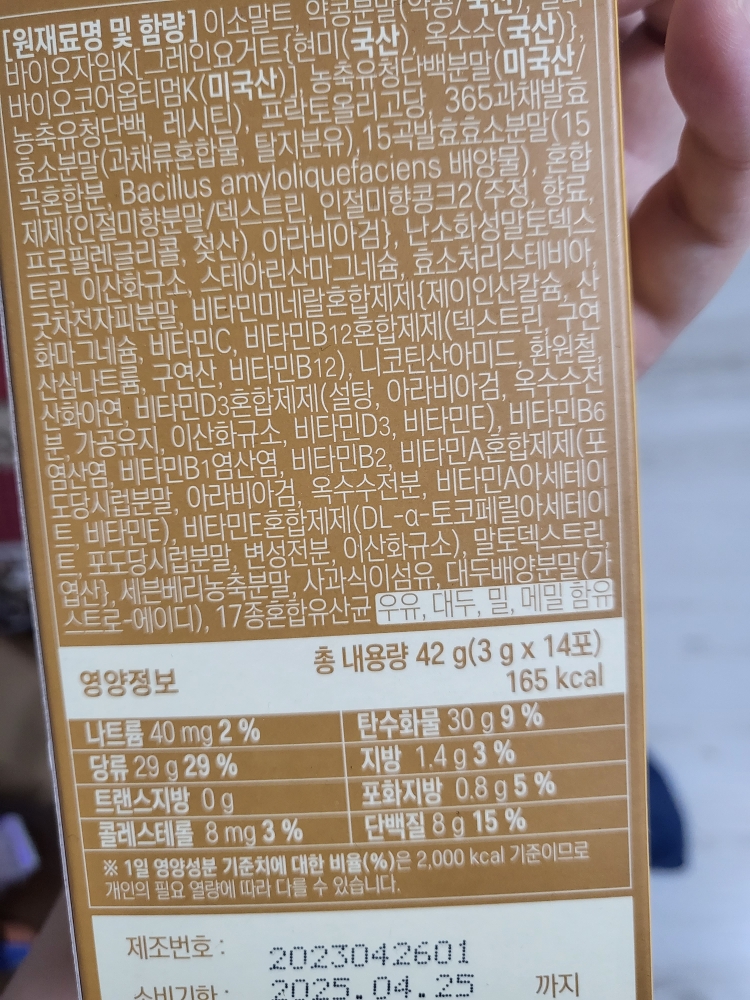 [원재료명 및 함량] 이소말트, 약콩분말(약콩/국산),
바이오자임K[그레인요거트{현미(국산), 옥수수(국산)},
바이오코어옵티멈K(미국산)], 농축유청단백분말(미국산/
농축유청단백, 레시틴), 프락토올리고당, 365과채발효
효소분말(과채류혼합물, 탈지분유), 15곡발효효소분말(15
곡혼합분, Bacillus amyloliquefaciens 배양물), 혼합
제제{인절미향분말/덱스트린, 인절미향콩크2(주정, 향료,
프로필렌글리콜, 젖산), 아라비아검}, 난소화성말토덱스
트린, 이산화규소, 스테아린산마그네슘, 효소처리스테비아,
굿차전자피분말, 비타민미네랄혼합제제{제이인산칼슘, 산
화마그네슘, 비타민C, 비타민B12혼합제제(덱스트린, 구연
산삼나트륨, 구연산, 비타민B12), 니코틴산아미드, 환원철,
산화아연, 비타민D3혼합제제(설탕, 아라비아검, 옥수수전
분, 가공유지, 이산화규소, 비타민D3, 비타민E), 비타민B6
염산염, 비타민B1염산염, 비타민B2, 비타민A혼합제제(포
도당시럽분말, 아라비아검, 옥수수전분, 비타민A아세테이
트, 비타민E), 비타민E혼합제제(DL-α-토코페릴아세테이
트, 포도당시럽분말, 변성전분, 이산화규소), 말토덱스트린,
엽산}, 세븐베리농축분말, 사과식이섬유, 대두배양분말(가
스트로-에이디), 17종혼합유산균 우유, 대두, 밀, 메밀 함유
영양정보 총 내용량 42 g(3 g x 14포)
165 kcal
나트륨 40 mg 2 % 탄수화물 30 g 9 %
당류 29 g 29 % 지방 1.4 g 3 %
트랜스지방 0 g 포화지방 0.8 g 5 %
콜레스테롤 8 mg 3 % 단백질 8 g 15 %
※ 1일 영양성분 기준치에 대한 비율(%)은 2,000 kcal 기준이므로
개인의 필요 열량에 따라 다를 수 있습니다.
제조번호 : 2023042601
소비기한 : 2025.04.25 까지